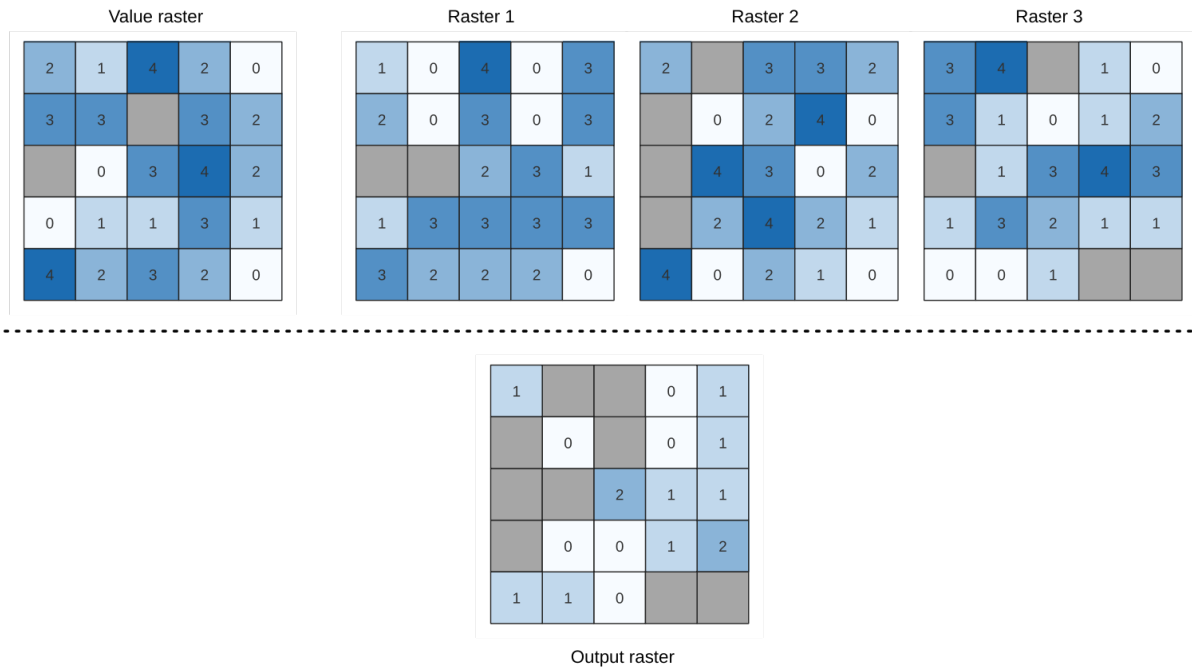 Value raster Raster 1 Raster 2 Raster 3
2 1 4 2 0 1 0 4 0 3 2 3 3 2 3 4 1 0
3 3 3 2 2 0 3 0 3 0 2 4 0 3 1 0 1 2
0 3 4 2 2 3 1 4 3 0 2 1 3 4 3
0 1 1 3 1 1 3 3 3 3 2 4 2 1 1 3 2 1 1
4 2 3 2 0 3 2 2 2 0 4 0 2 1 0 0 0 1
1 0 1
0 0 1
2 1 1
0 0 1 2
1 1 0
Output raster